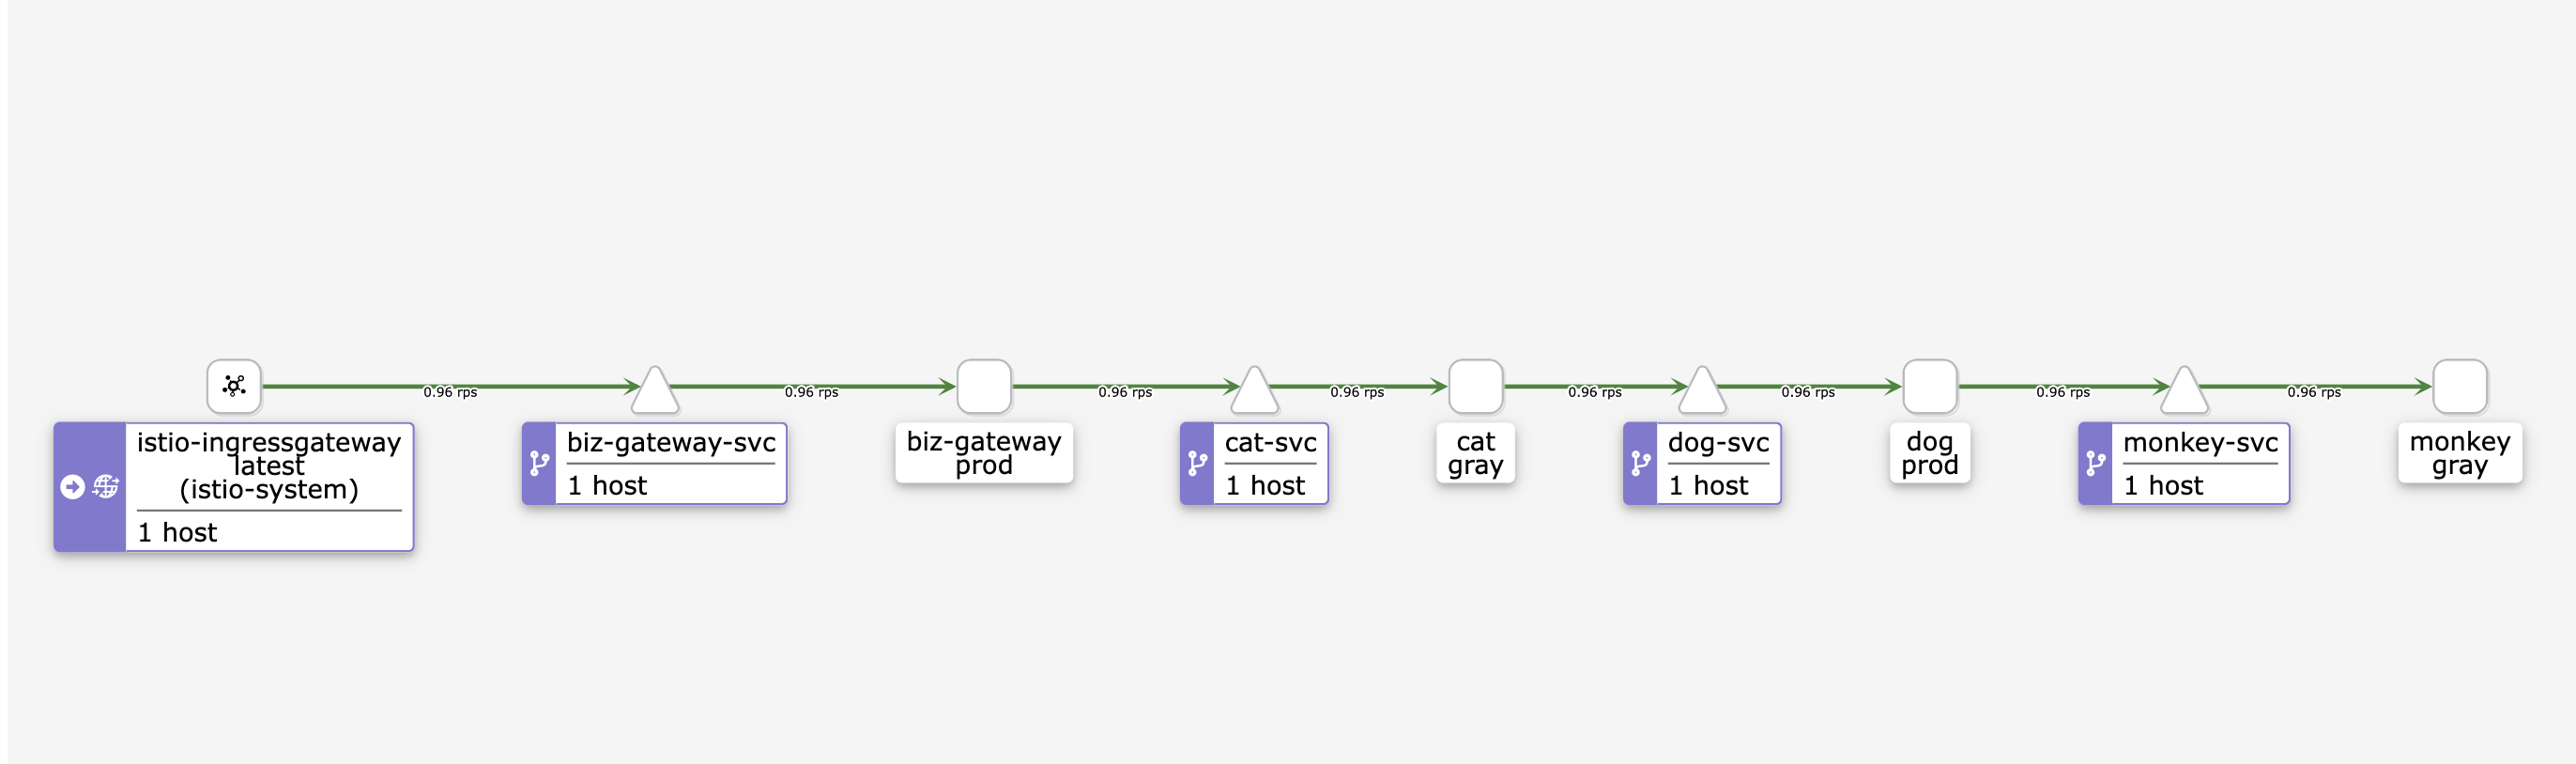 0.96 rps
0.96 rps
0.96 rps
0.96 rps
0.96 rps
0.96 rps
0.96 rps
0.96 rps
istio-ingressgateway
latest
(istio-system)
1 host
biz-gateway-svc
1 host
biz-gateway
prod
cat-svc
1 host
cat
gray
dog-svc
1 host
dog
prod
monkey-svc
1 host
monkey
gray